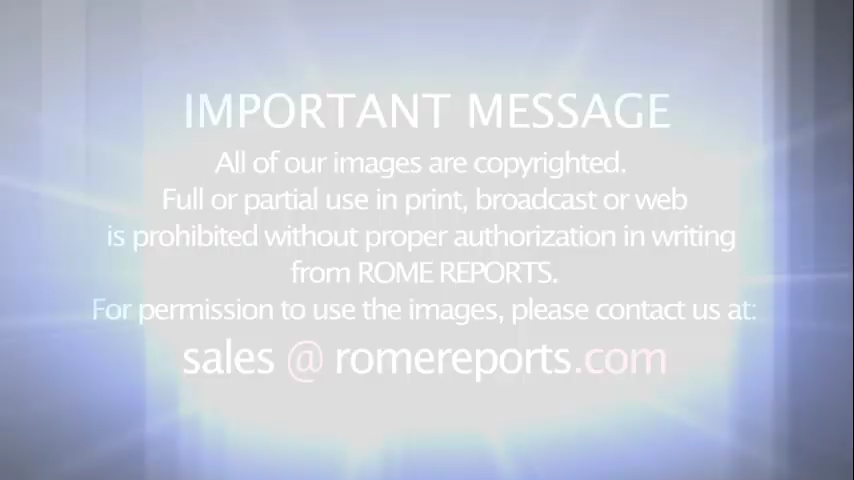 IMPORTANT MESSAGE
All of our images are copyrighted.
Full or partial use in print, broadcast or web
is prohibited without proper authorization in writing
from ROME REPORTS.
For permission to use the images, please contact us at:
sales @ romereports.com